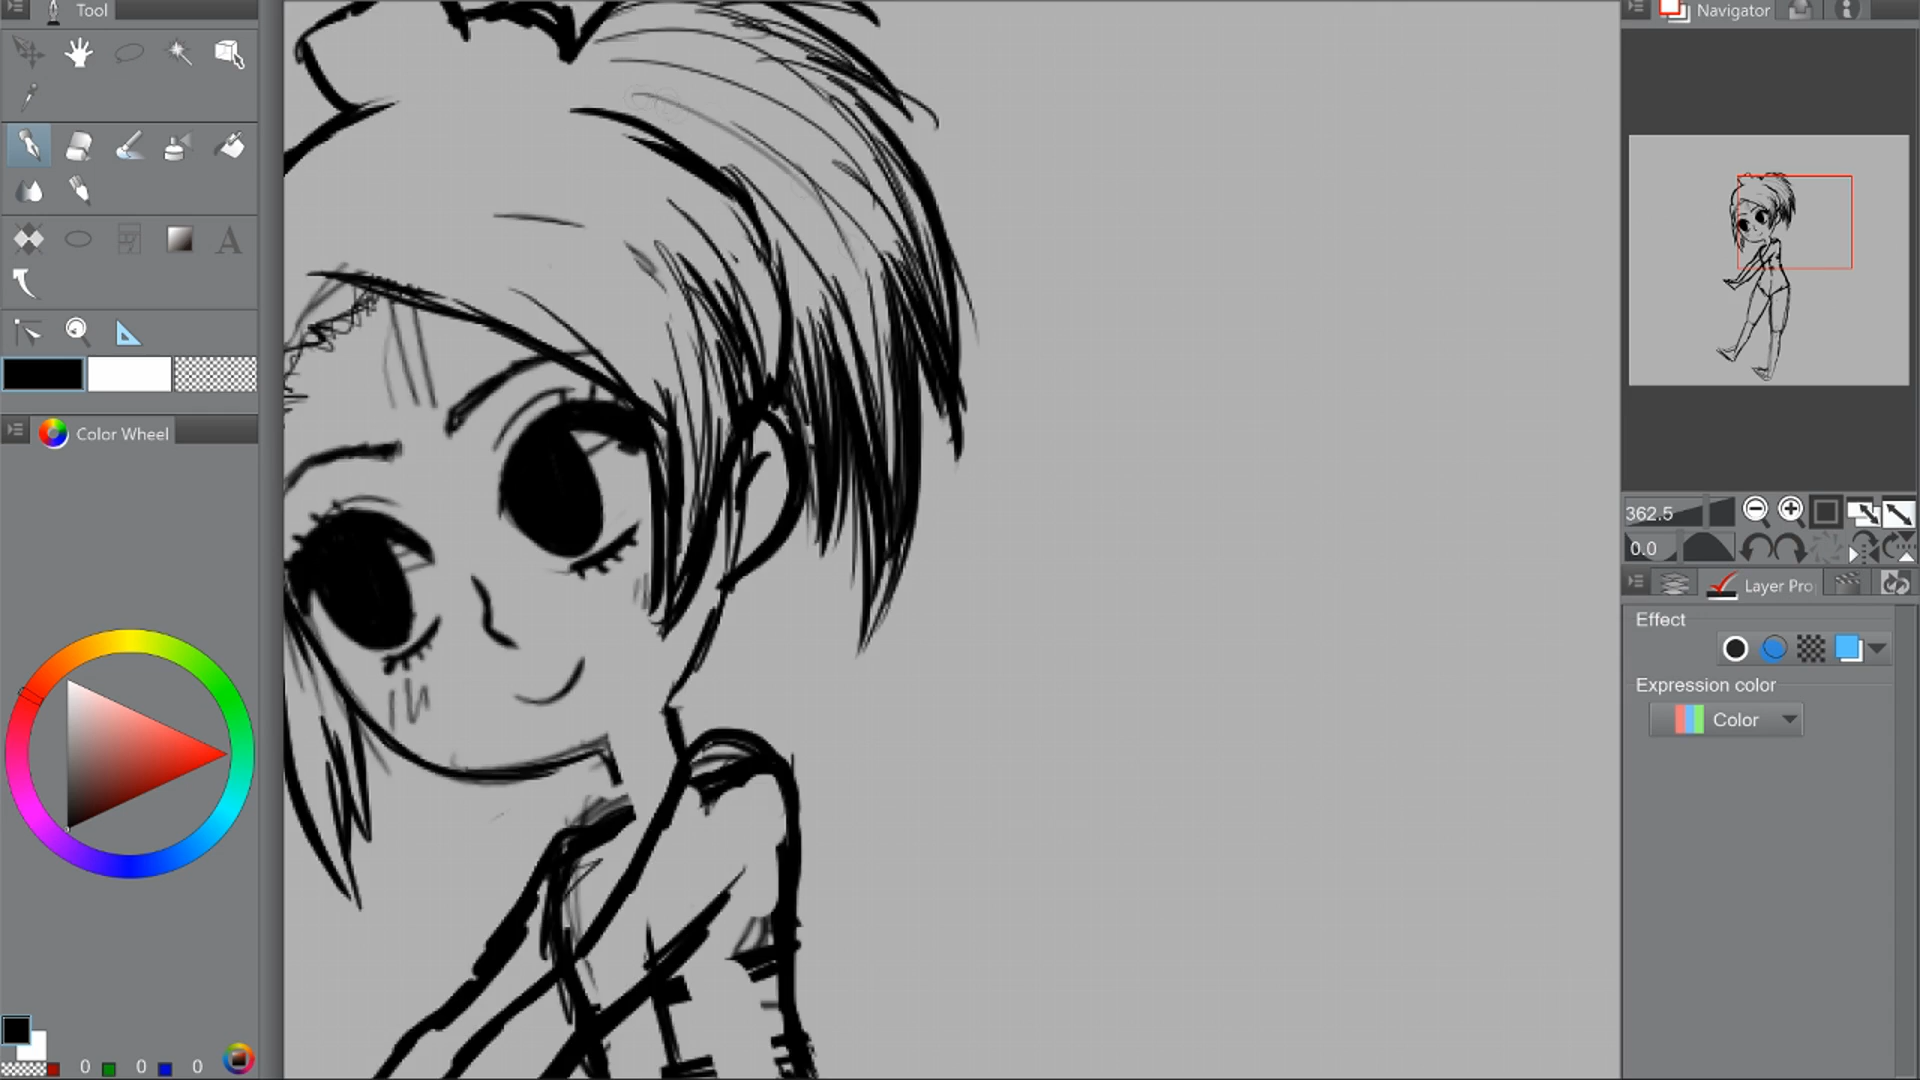 Tool
Navigator
Color Wheel
362.5
0.0
Layer Pro
Effect
Expression color
Color
0 0 0